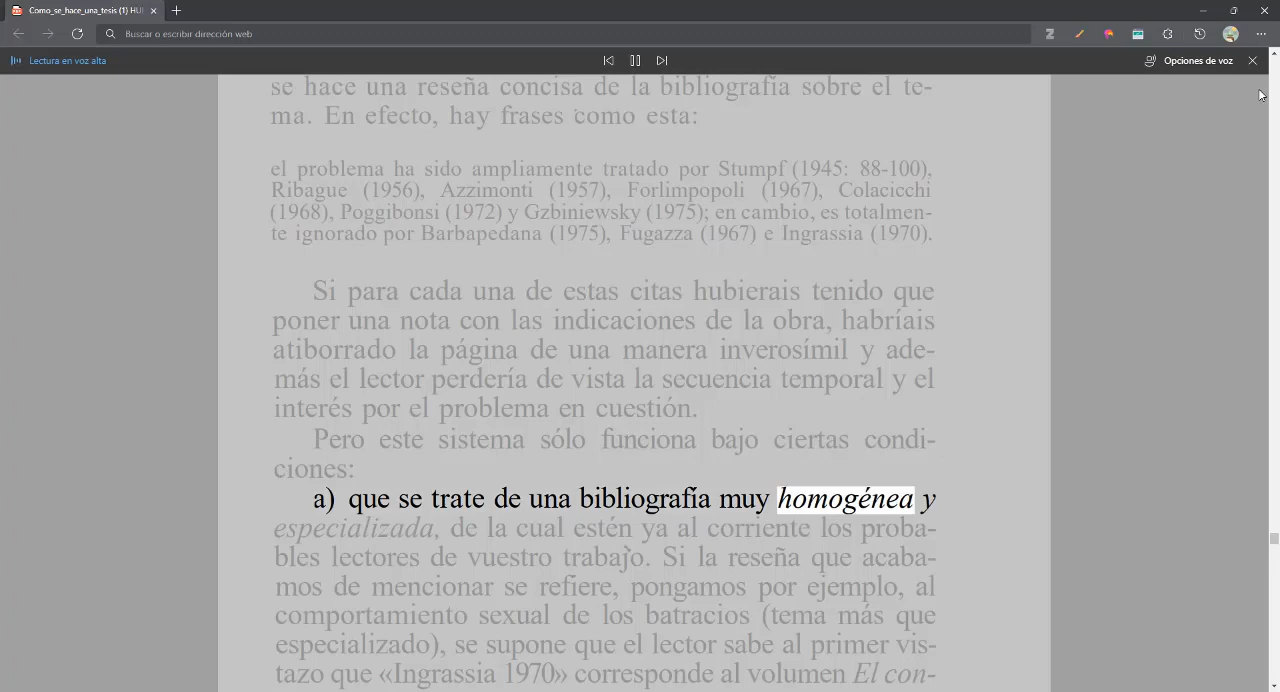 Como_se_hace_una_tesis (1) HUM
Buscar o escribir dirección web
Lectura en voz alta
Opciones de voz
se hace una reseña concisa de la bibliografía sobre el te-
ma. En efecto, hay frases como esta:
el problema ha sido ampliamente tratado por Stumpf (1945: 88-100),
Ribague (1956), Azzimonti (1957), Forlimpopoli (1967), Colacicchi
(1968), Poggibonsi (1972) y Gzbiniewsky (1975); en cambio, es totalmen-
te ignorado por Barbapedana (1975), Fugazza (1967) e Ingrassia (1970).
Si para cada una de estas citas hubierais tenido que
poner una nota con las indicaciones de la obra, habríais
atiborrado la página de una manera inverosímil y ade-
más el lector perdería de vista la secuencia temporal y el
interés por el problema en cuestión.
Pero este sistema sólo funciona bajo ciertas condi-
ciones:
a) que se trate de una bibliografía muy homogénea y
especializada, de la cual estén ya al corriente los proba-
bles lectores de vuestro trabajo. Si la reseña que acaba-
mos de mencionar se refiere, pongamos por ejemplo, al
comportamiento sexual de los batracios (tema más que
especializado), se supone que el lector sabe al primer vis-
tazo que «Ingrassia 1970» corresponde al volumen El con-